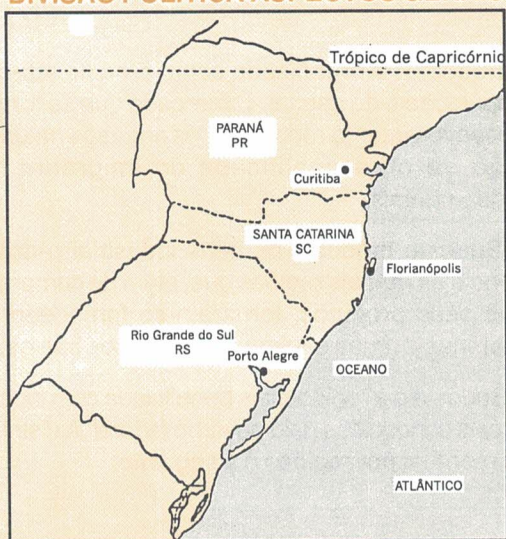 Trópico de Capricórnio
PARANÁ
PR
Curitiba
SANTA CATARINA
SC
Florianópolis
Rio Grande do Sul
RS
Porto Alegre
OCEANO
ATLÂNTICO